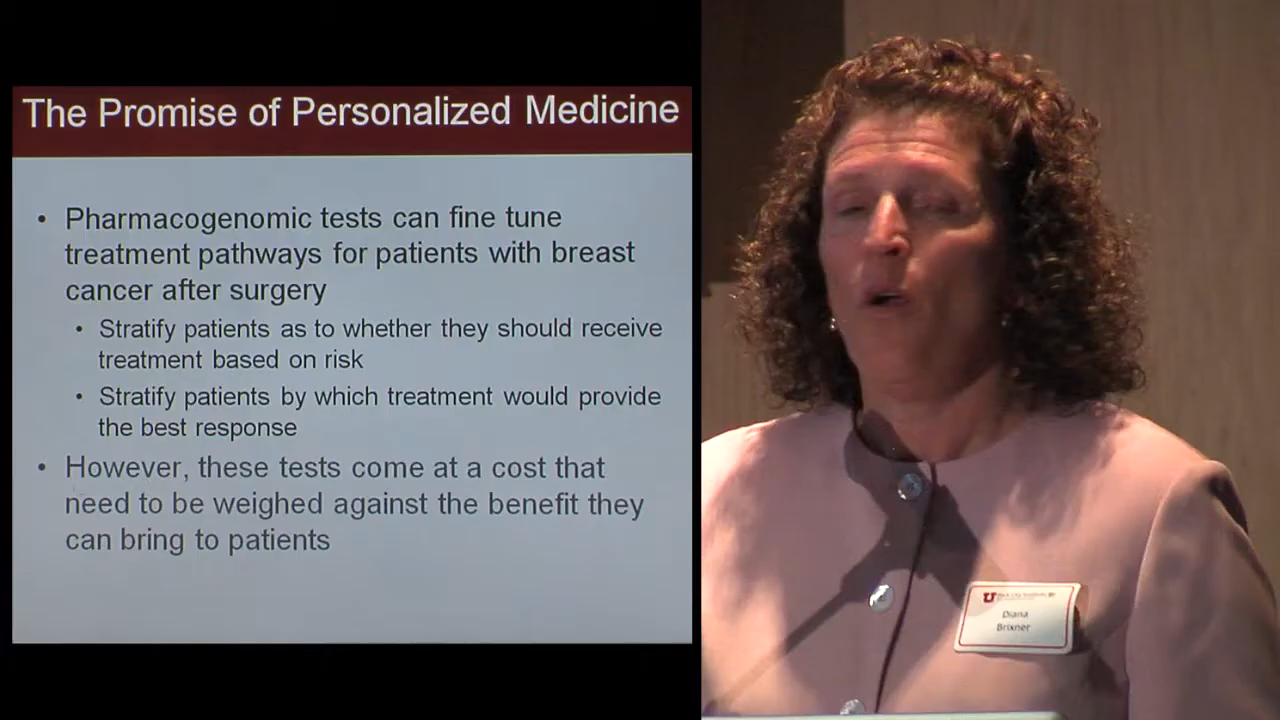 The Promise of Personalized Medicine
• Pharmacogenomic tests can fine tune
treatment pathways for patients with breast
cancer after surgery
• Stratify patients as to whether they should receive
treatment based on risk
• Stratify patients by which treatment would provide
the best response
• However, these tests come at a cost that
need to be weighed against the benefit they
can bring to patients
U
Diana
Brixner